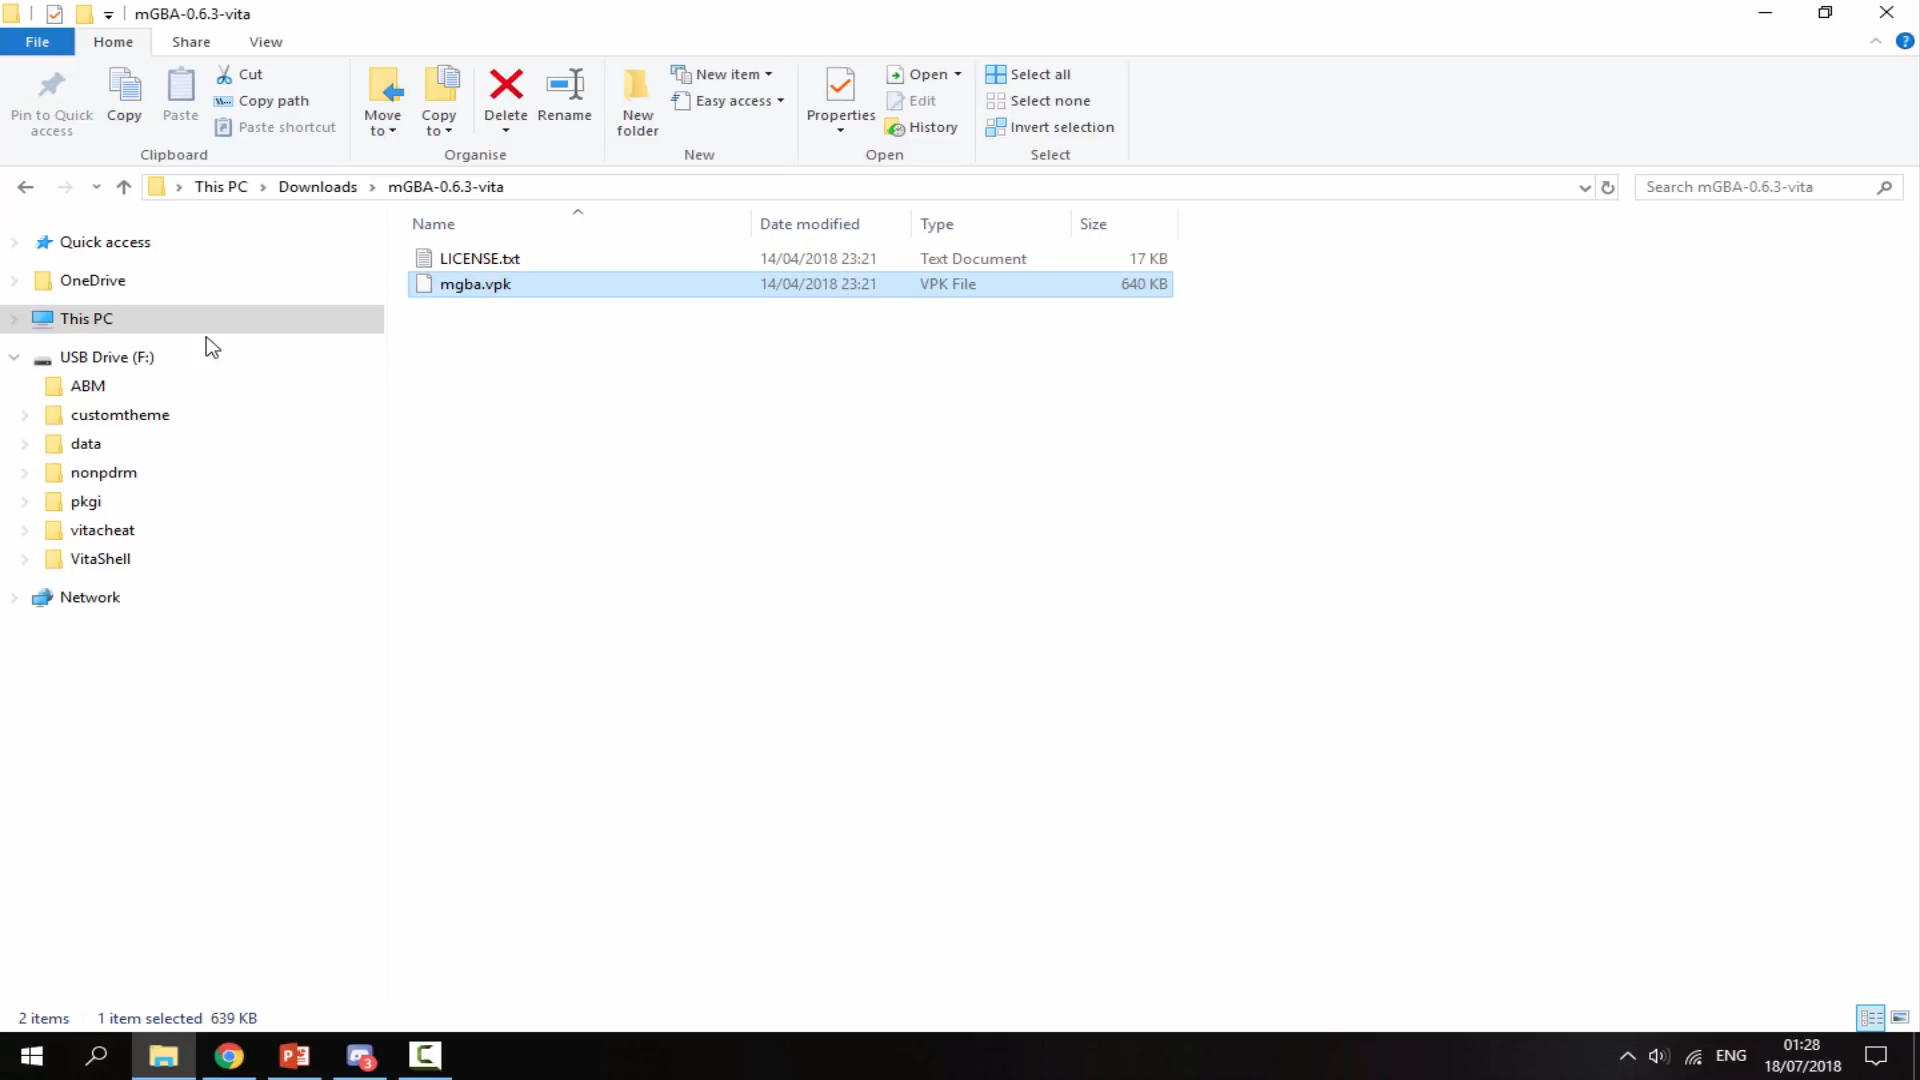 mGBA-0.6.3-vita
File Home Share View
Pin to Quick access
Copy
Paste
Cut
Copy path
Paste shortcut
Clipboard
Move to
Copy to
Delete
Rename
Organise
New folder
New item
Easy access
New
Properties
Open
Edit
History
Open
Select all
Select none
Invert selection
Select
This PC Downloads mGBA-0.6.3-vita
Search mGBA-0.6.3-vita
Quick access
OneDrive
This PC
USB Drive (F:)
ABM
customtheme
data
nonpdrm
pkgi
vitacheat
VitaShell
Network
Name Date modified Type Size
LICENSE.txt 14/04/2018 23:21 Text Document 17 KB
mgba.vpk 14/04/2018 23:21 VPK File 640 KB
2 items 1 item selected 639 KB
P
3
C
ENG
01:28
18/07/2018